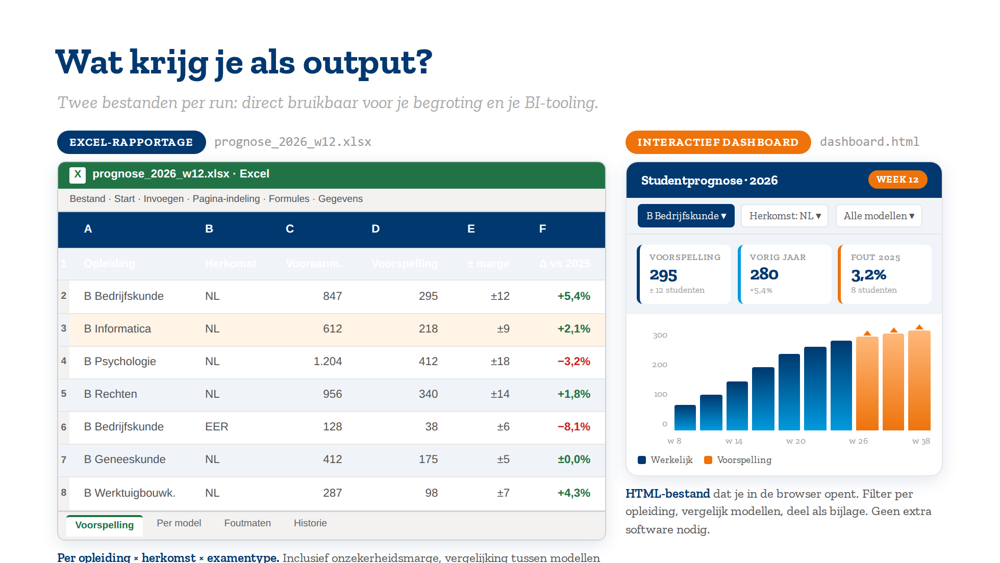 Wat krijg je als output?
Twee bestanden per run: direct bruikbaar voor je begroting en je BI-tooling.
EXCEL-RAPPORTAGE prognose_2026_w12.xlsx
X prognose_2026_w12.xlsx · Excel
Bestand · Start · Invoegen · Pagina-indeling · Formules · Gegevens
A B C D E F
1 Opleiding Herkomst Vooraanm. Voorspelling ± marge Δ vs 2025
2 B Bedrijfskunde NL 847 295 ±12 +5,4%
3 B Informatica NL 612 218 ±9 +2,1%
4 B Psychologie NL 1.204 412 ±18 −3,2%
5 B Rechten NL 956 340 ±14 +1,8%
6 B Bedrijfskunde EER 128 38 ±6 −8,1%
7 B Geneeskunde NL 412 175 ±5 ±0,0%
8 B Werktuigbouwk. NL 287 98 ±7 +4,3%
Voorspelling Per model Foutmaten Historie
Per opleiding × herkomst × examentype. Inclusief onzekerheidsmarge, vergelijking tussen modellen
INTERACTIEF DASHBOARD dashboard.html
Studentprognose · 2026 WEEK 12
B Bedrijfskunde ▾ Herkomst: NL ▾ Alle modellen ▾
VOORSPELLING
295
± 12 studenten
VORIG JAAR
280
+5,4%
FOUT 2025
3,2%
8 studenten
300
200
100
0
w 8 w 14 w 20 w 26 w 38
Werkelijk Voorspelling
HTML-bestand dat je in de browser opent. Filter per
opleiding, vergelijk modellen, deel als bijlage. Geen extra
software nodig.